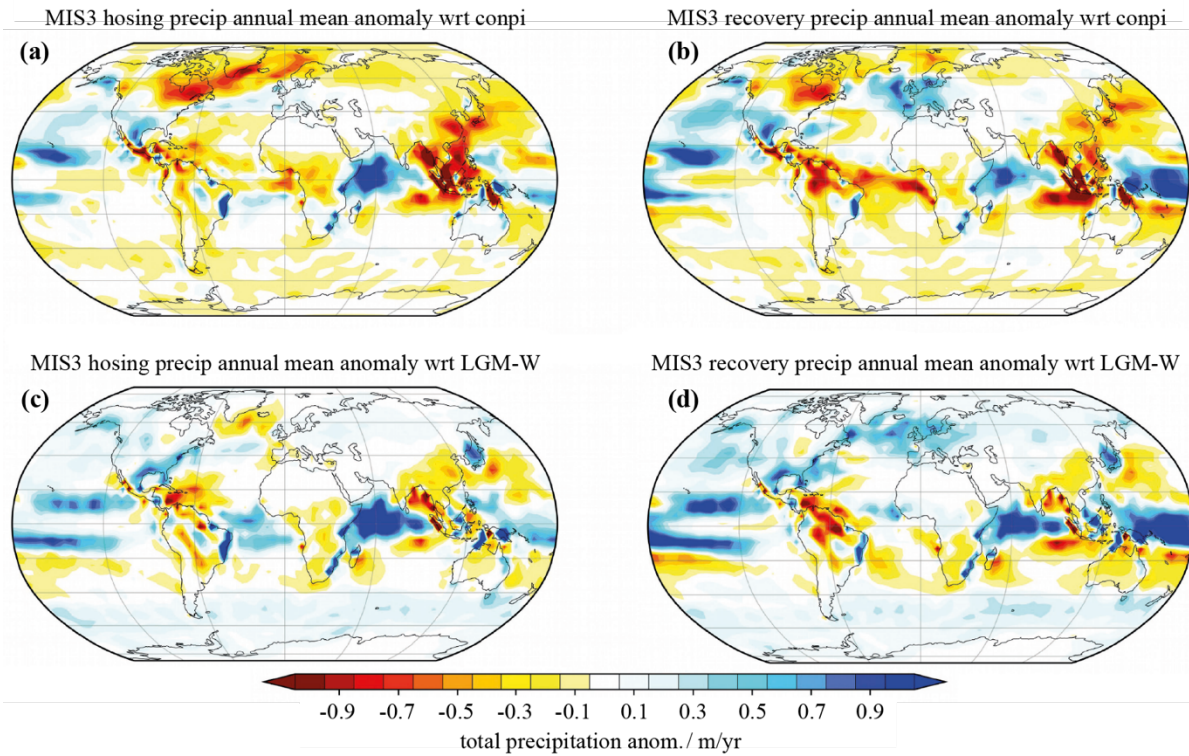 MIS3 hosing precip annual mean anomaly wrt conpi
MIS3 recovery precip annual mean anomaly wrt conpi
(a)
(b)
MIS3 hosing precip annual mean anomaly wrt LGM-W
MIS3 recovery precip annual mean anomaly wrt LGM-W
(c)
(d)
-0.9 -0.7 -0.5 -0.3 -0.1 0.1 0.3 0.5 0.7 0.9
total precipitation anom. / m/yr